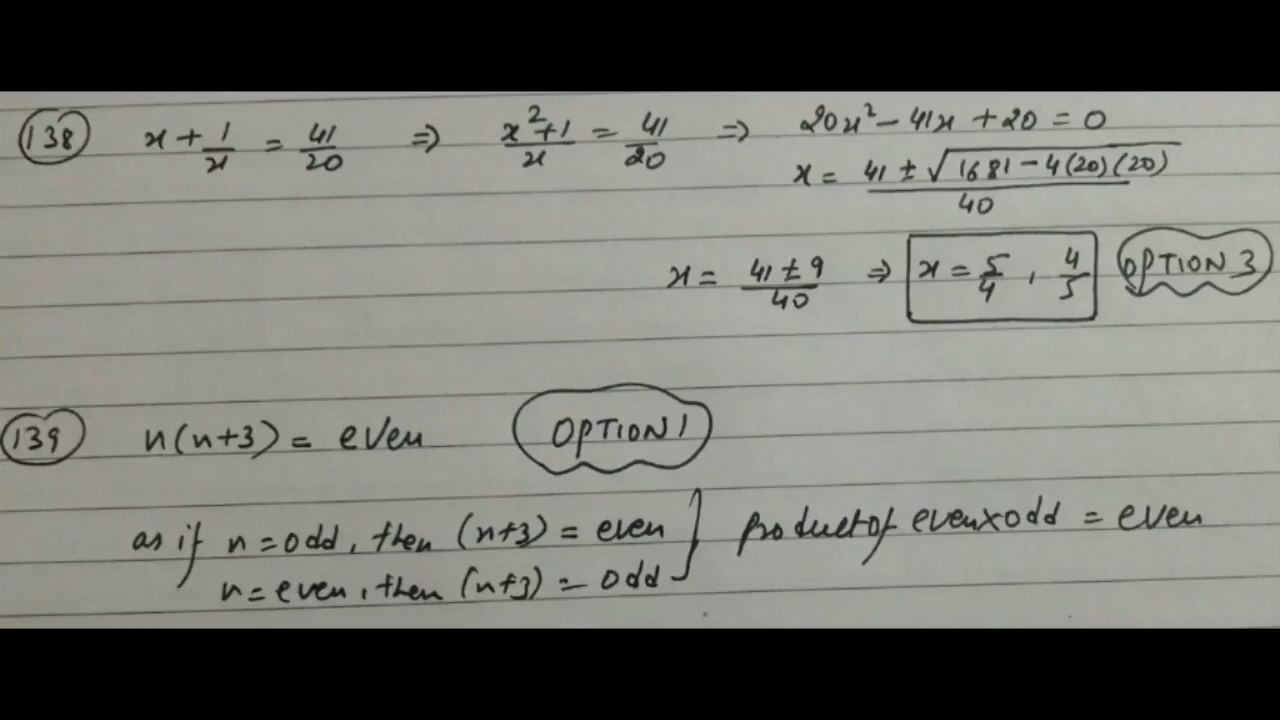 138 x + 1/x = 41/20 ⇒ x²+1/x = 41/20 ⇒ 20x² - 41x + 20 = 0
x = 41 ± √1681 - 4(20)(20) / 40
x = 41 ± 9 / 40 ⇒ x = 5/4 , 4/5 OPTION 3
139 n(n+3) = even OPTION 1
as if n = odd, then (n+3) = even } product of even×odd = even
n = even, then (n+3) = odd